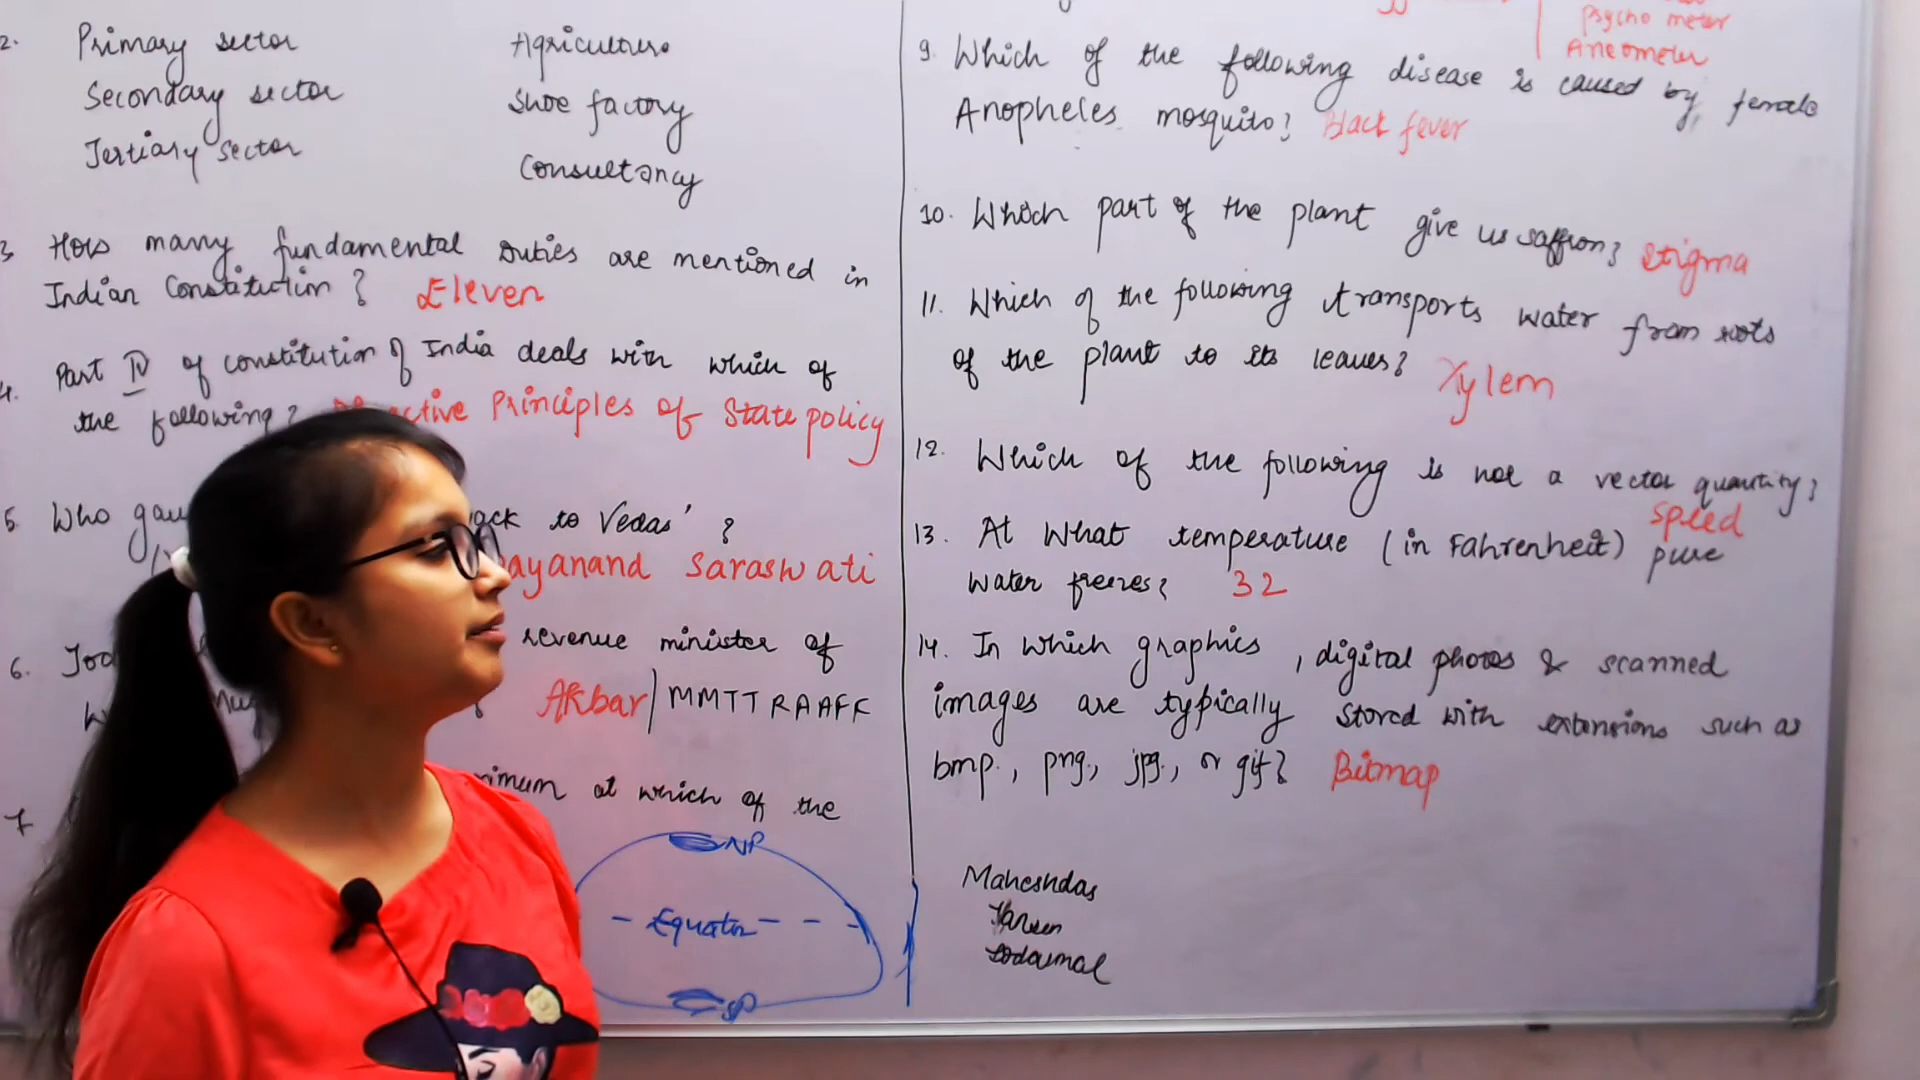 2. Primary sector Agriculture
Secondary sector Shoe factory
Tertiary sector Consultancy
3 How many fundamental Duties are mentioned in
Indian Constitution? Eleven
4. Part IV of constitution of India deals with which of
the following? ective Principles of State policy
5 Who gav ack to Vedas' ?
ayanand Saraswati
6. Tod revenue minister of
Akbar | MMTTRAAFF
7 nimum at which of the
NP
- Equator - - -
SP
Psycho meter
Aneometer
9. Which of the following disease is caused by female
Anopheles mosquito? Black fever
10. Which part of the plant give us saffron? Stigma
11. Which of the following transports water from roots
of the plant to its leaves? Xylem
12. Which of the following is not a vector quantity?
Speed
13. At What temperature (in Fahrenheit) pure
Water freezes? 32
14. In which graphics, digital photos & scanned
images are typically stored with extensions such as
bmp., png., jpg., or gif? Bitmap
Maheshdas
Tansen
Todarmal